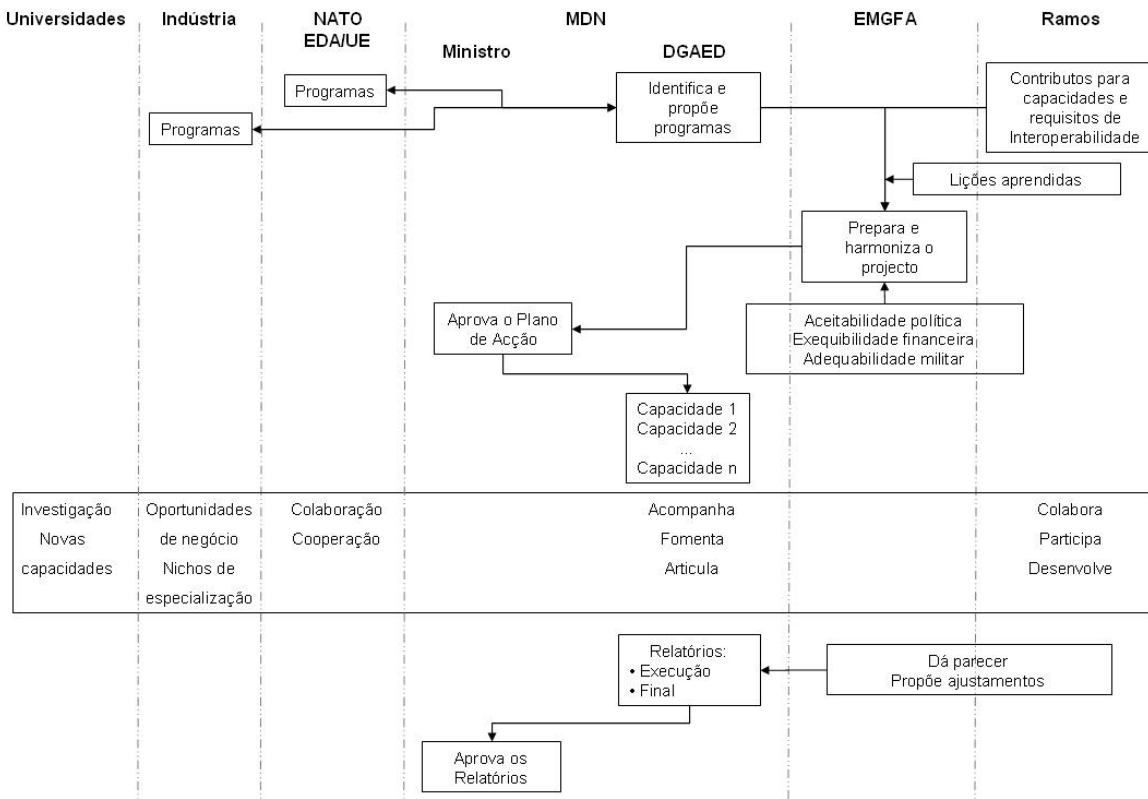 Universidades
Indústria
NATO
EDA/UE
MDN
EMGFA
Ramos
Ministro
DGAED
Programas
Programas
Identifica e
propõe
programas
Contributos para
capacidades e
requisitos de
Interoperabilidade
Lições aprendidas
Prepara e
harmoniza o
projecto
Aprova o Plano
de Acção
Aceitabilidade política
Exequibilidade financeira
Adequabilidade militar
Capacidade 1
Capacidade 2
...
Capacidade n
Investigação
Novas
capacidades
Oportunidades
de negócio
Nichos de
especialização
Colaboração
Cooperação
Acompanha
Fomenta
Articula
Colabora
Participa
Desenvolve
Relatórios:
• Execução
• Final
Dá parecer
Propõe ajustamentos
Aprova os
Relatórios